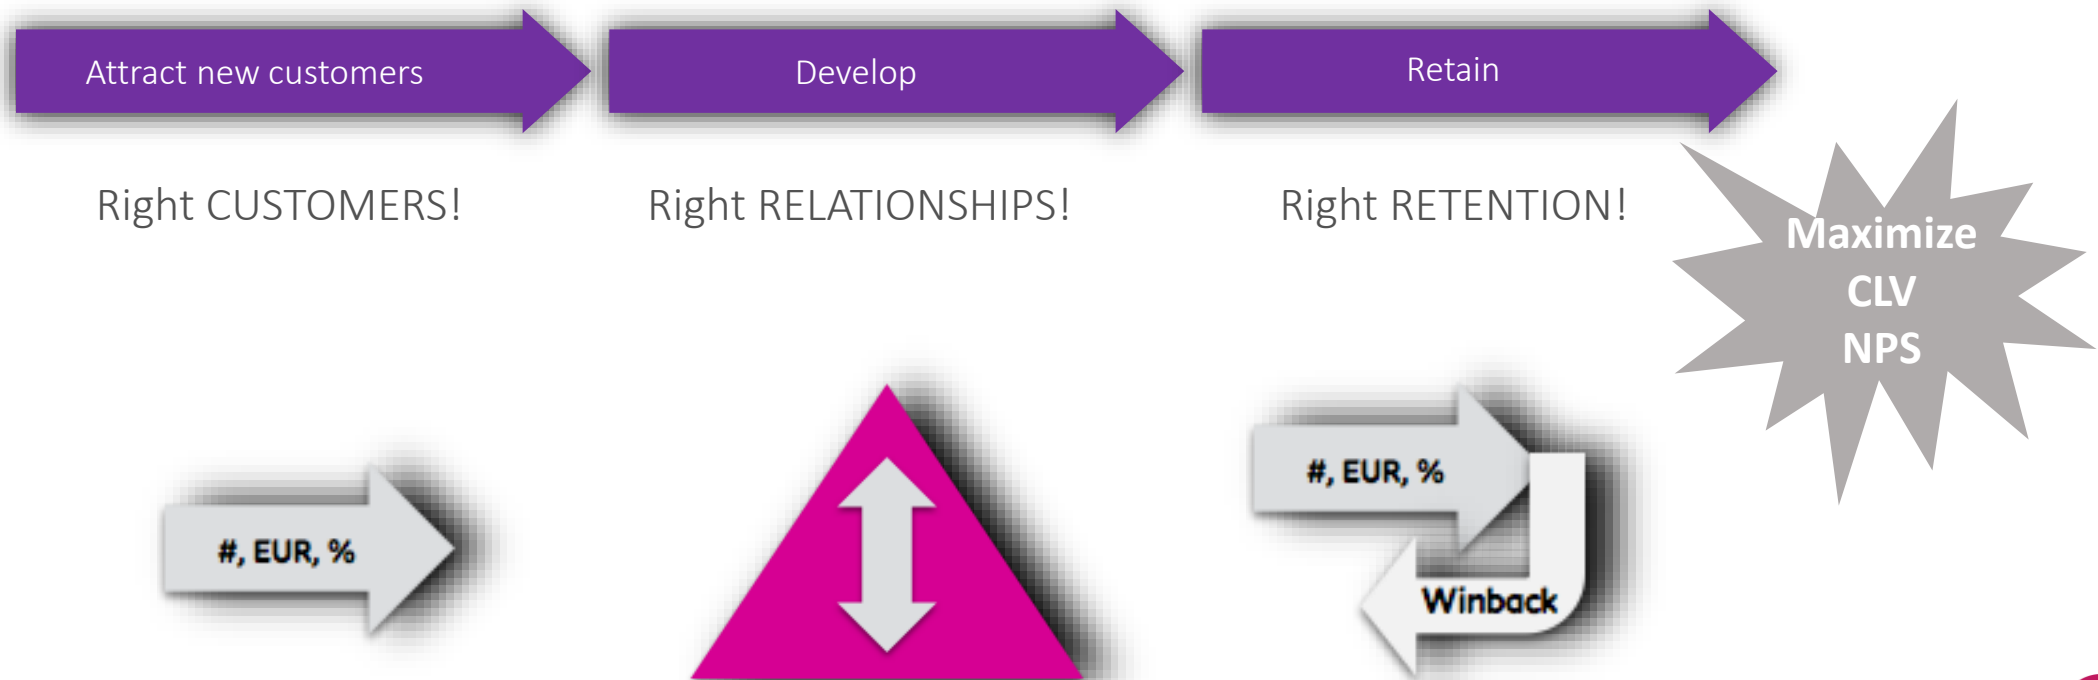 Attract new customers
Develop
Retain
Right CUSTOMERS!
Right RELATIONSHIPS!
Right RETENTION!
Maximize
CLV
NPS
#, EUR, %
#, EUR, %
Winback